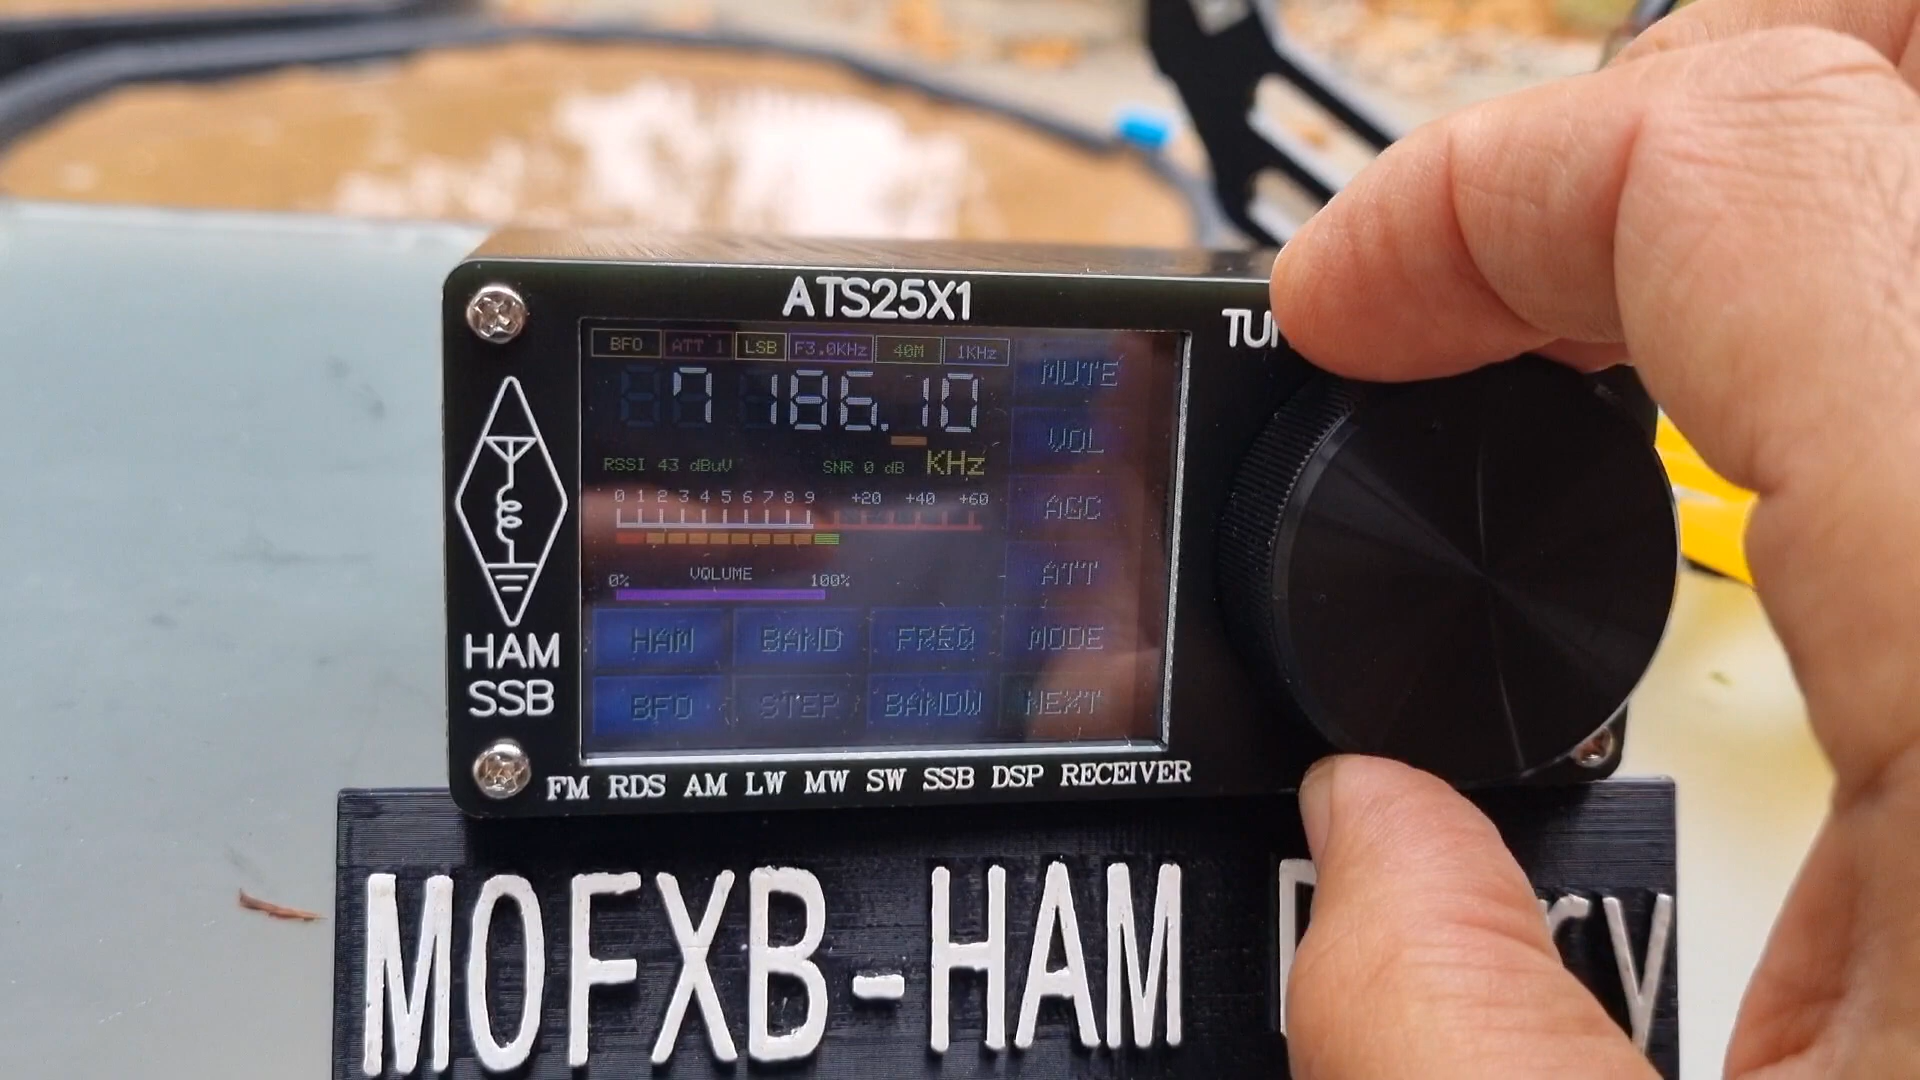 ATS25X1
TU
BFO ATT 1 LSB F3.0KHz 40M 1KHz
MUTE
7 186.10
VOL
RSSI 43 dBuV SNR 0 dB KHz
0 1 2 3 4 5 6 7 8 9 +20 +40 +60
AGC
ATT
VOLUME
0% 100%
HAM BAND FREQ MODE
BFO STEP BANDW NEXT
HAM
SSB
FM RDS AM LW MW SW SSB DSP RECEIVER
M0FXB-HAM